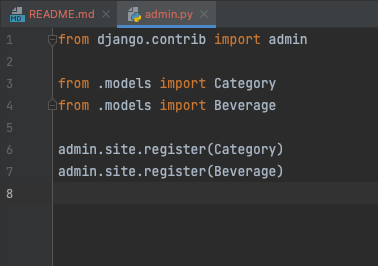 README.md admin.py
1 from django.contrib import admin
2
3 from .models import Category
4 from .models import Beverage
5
6 admin.site.register(Category)
7 admin.site.register(Beverage)
8